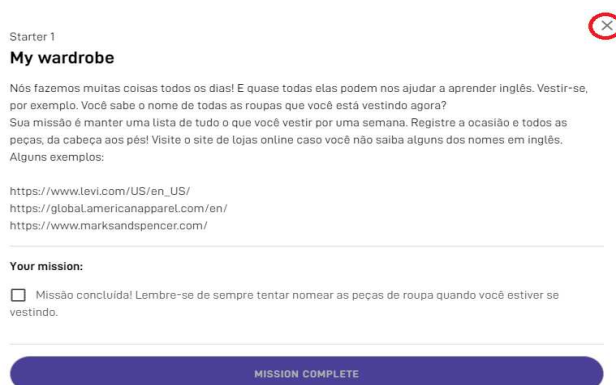 Starter 1
My wardrobe
Nós fazemos muitas coisas todos os dias! E quase todas elas podem nos ajudar a aprender inglês. Vestir-se,
por exemplo. Você sabe o nome de todas as roupas que você está vestindo agora?
Sua missão é manter uma lista de tudo o que você vestir por uma semana. Registre a ocasião e todos as
peças, da cabeça aos pés! Visite o site de lojas online caso você não saiba alguns dos nomes em inglês.
Alguns exemplos:
https://www.levi.com/US/en_US/
https://global.americanapparel.com/en/
https://www.marksandspencer.com/
Your mission:
Missão concluída! Lembre-se de sempre tentar nomear as peças de roupa quando você estiver se
vestindo.
MISSION COMPLETE